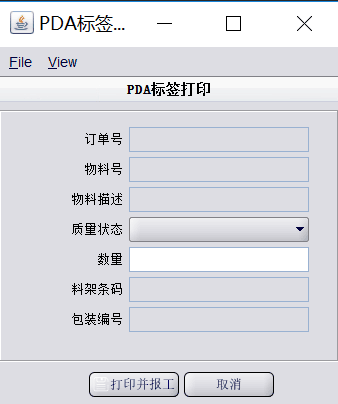 PDA标签...
File View
PDA标签打印
订单号
物料号
物料描述
质量状态
数量
料架条码
包装编号
打印并报工 取消